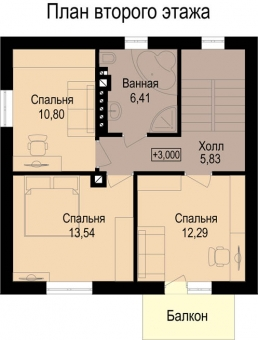 План второго этажа
Спальня
10,80
Ванная
6,41
Холл
5,83
+3,000
Спальня
13,54
Спальня
12,29
Балкон